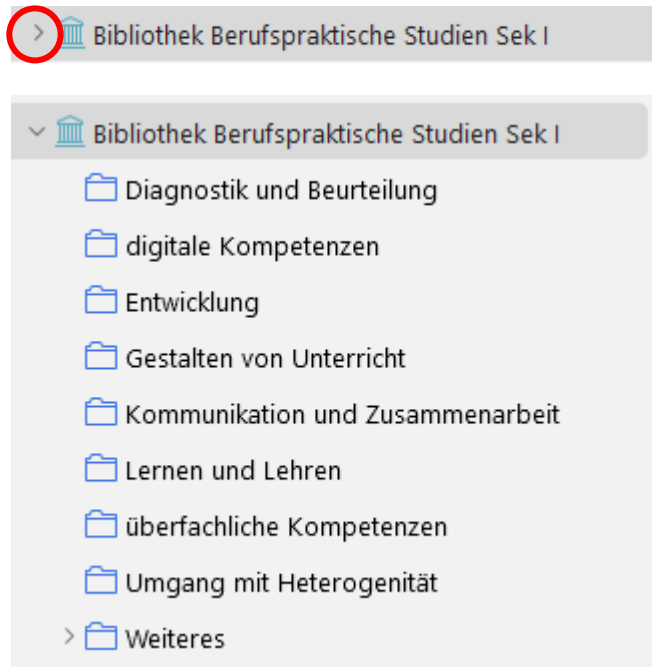 Bibliothek Berufspraktische Studien Sek I
Bibliothek Berufspraktische Studien Sek I
Diagnostik und Beurteilung
digitale Kompetenzen
Entwicklung
Gestalten von Unterricht
Kommunikation und Zusammenarbeit
Lernen und Lehren
überfachliche Kompetenzen
Umgang mit Heterogenität
Weiteres